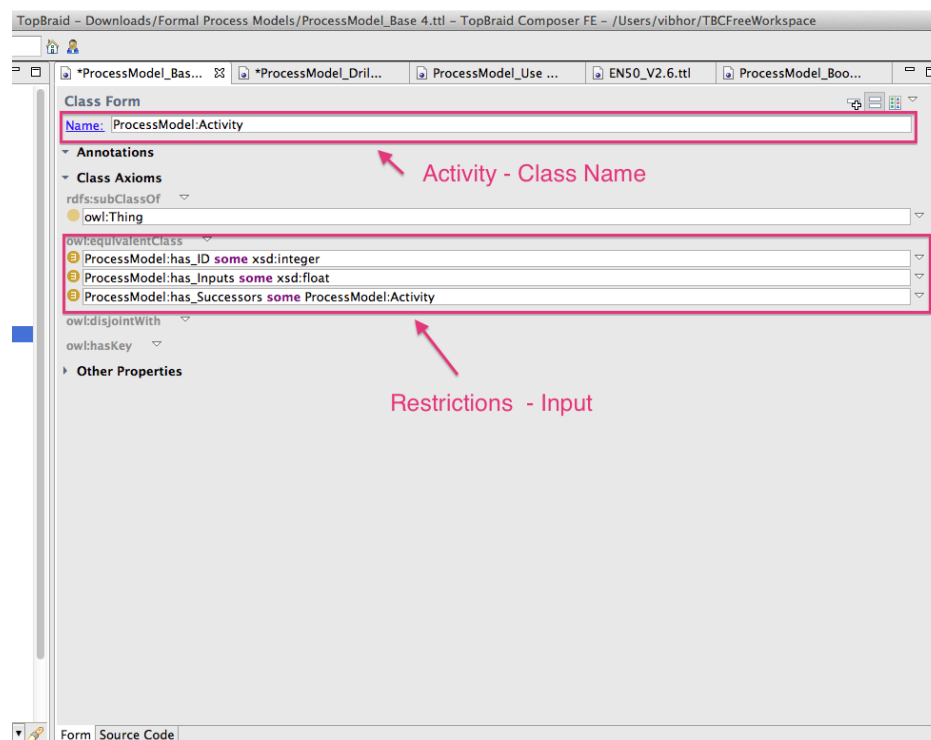 TopBraid – Downloads/Formal Process Models/ProcessModel_Base 4.ttl – TopBraid Composer FE – /Users/vibhor/TBCFreeWorkspace
*ProcessModel_Bas... *ProcessModel_Dril... ProcessModel_Use ... EN50_V2.6.ttl ProcessModel_Boo...
Class Form
Name: ProcessModel:Activity
Annotations
Activity - Class Name
Class Axioms
rdfs:subClassOf
owl:Thing
owl:equivalentClass
ProcessModel:has_ID some xsd:integer
ProcessModel:has_Inputs some xsd:float
ProcessModel:has_Successors some ProcessModel:Activity
owl:disjointWith
owl:hasKey
Other Properties
Restrictions - Input
Form Source Code